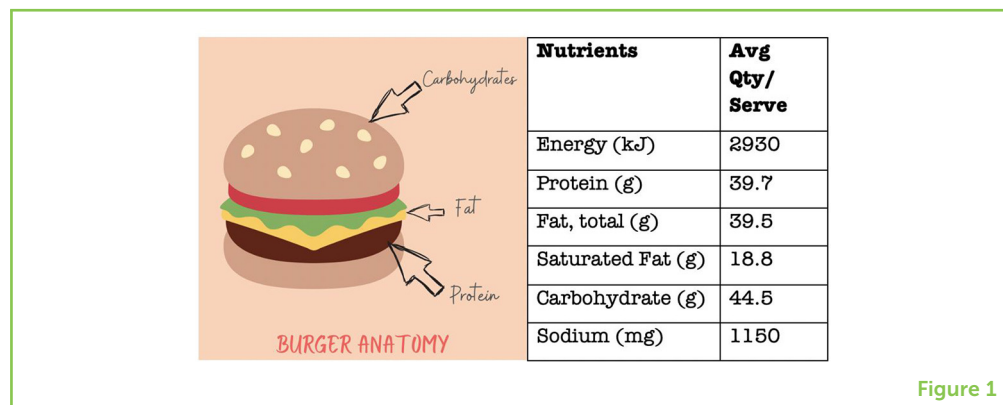 Carbohydrates
Fat
Protein
BURGER ANATOMY
Nutrients
Avg
Qty/
Serve
Energy (kJ)
2930
Protein (g)
39.7
Fat, total (g)
39.5
Saturated Fat (g)
18.8
Carbohydrate (g)
44.5
Sodium (mg)
1150
Figure 1